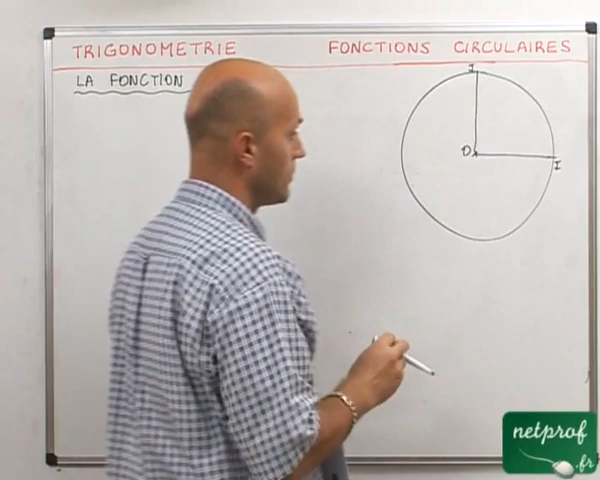 TRIGONOMETRIE FONCTIONS CIRCULAIRES
LA FONCTION
J
O
I
netprof
.fr